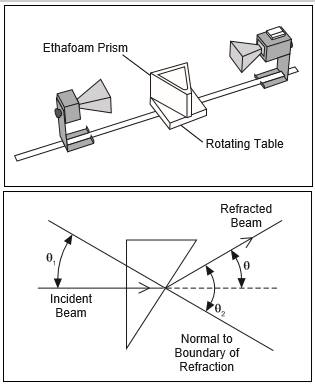 Ethafoam Prism
Rotating Table
Refracted
Beam
θ₁
θ
θ₂
Incident
Beam
Normal to
Boundary of
Refraction